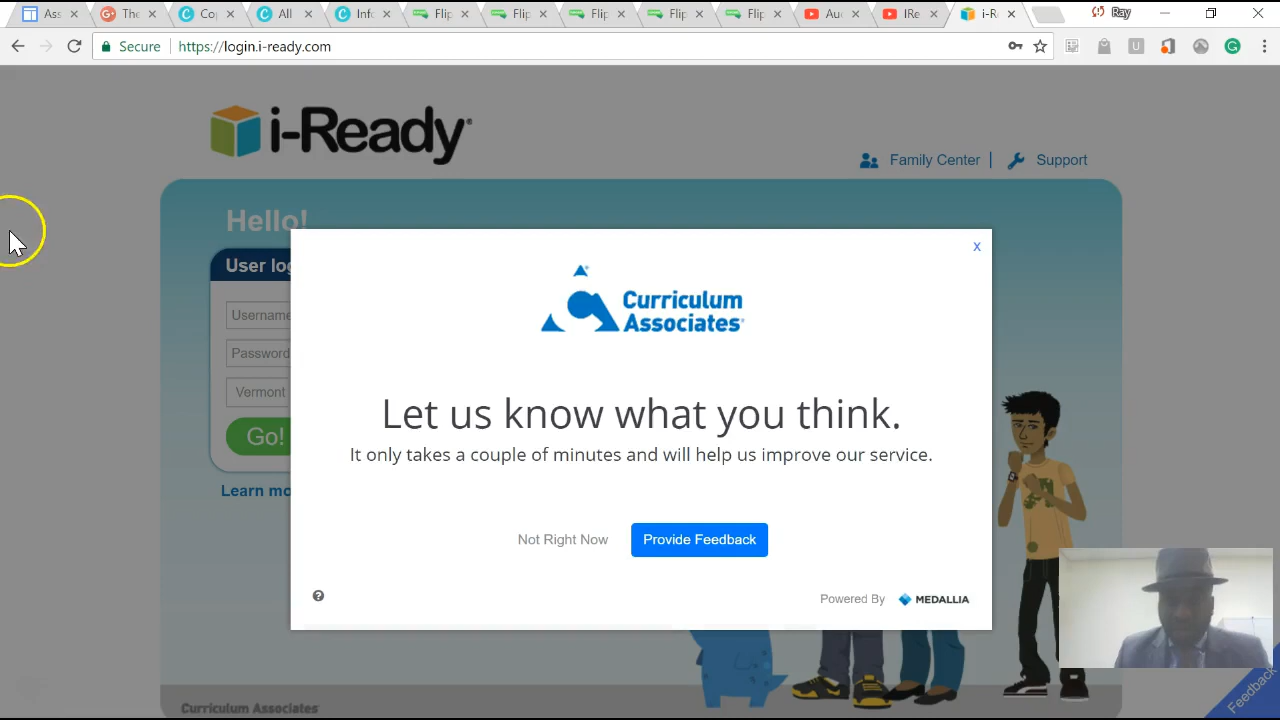 Ass
The
Cop
All
Info
Flip
Flip
Flip
Flip
Flip
Aud
IRe
i-Re
Ray
Secure https://login.i-ready.com
i-Ready®
Family Center | Support
Hello!
User log
x
Curriculum
Associates®
Username
Password
Vermont
Let us know what you think.
Go!
It only takes a couple of minutes and will help us improve our service.
Learn mo
Not Right Now Provide Feedback
Powered By MEDALLIA
Feedback
Curriculum Associates